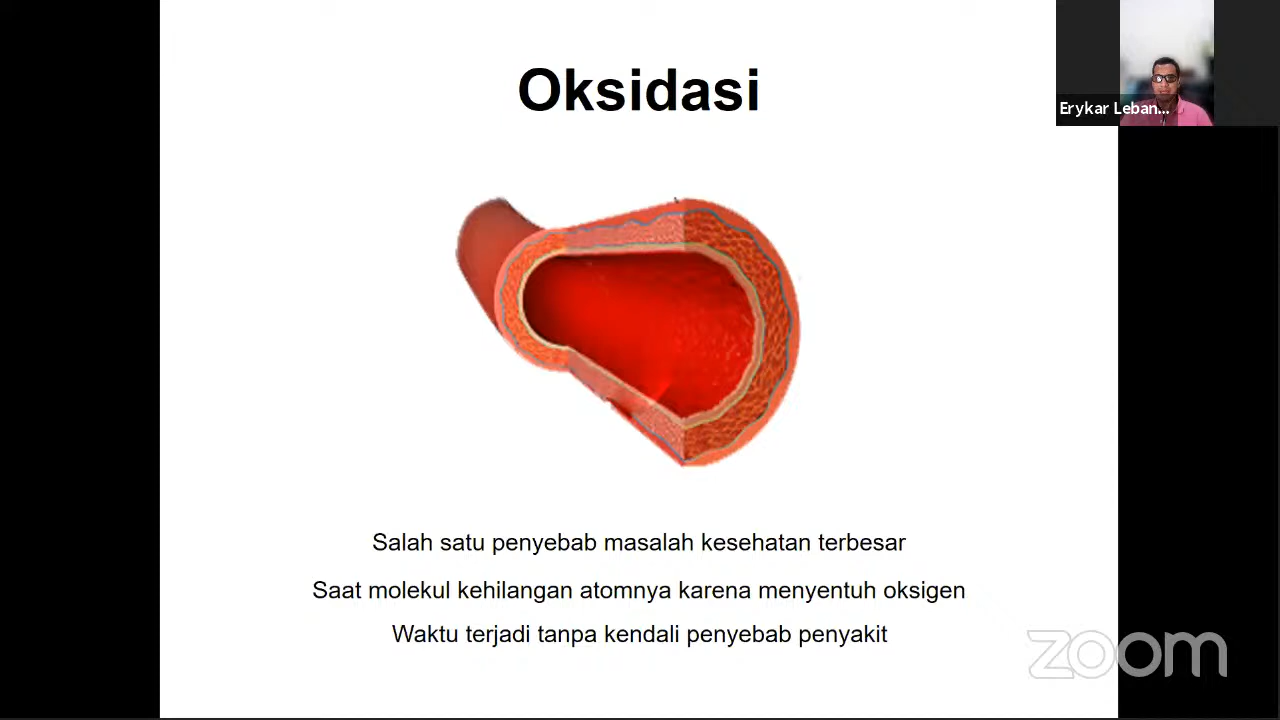 Oksidasi
Erykar Leban...
Salah satu penyebab masalah kesehatan terbesar
Saat molekul kehilangan atomnya karena menyentuh oksigen
Waktu terjadi tanpa kendali penyebab penyakit
zoom